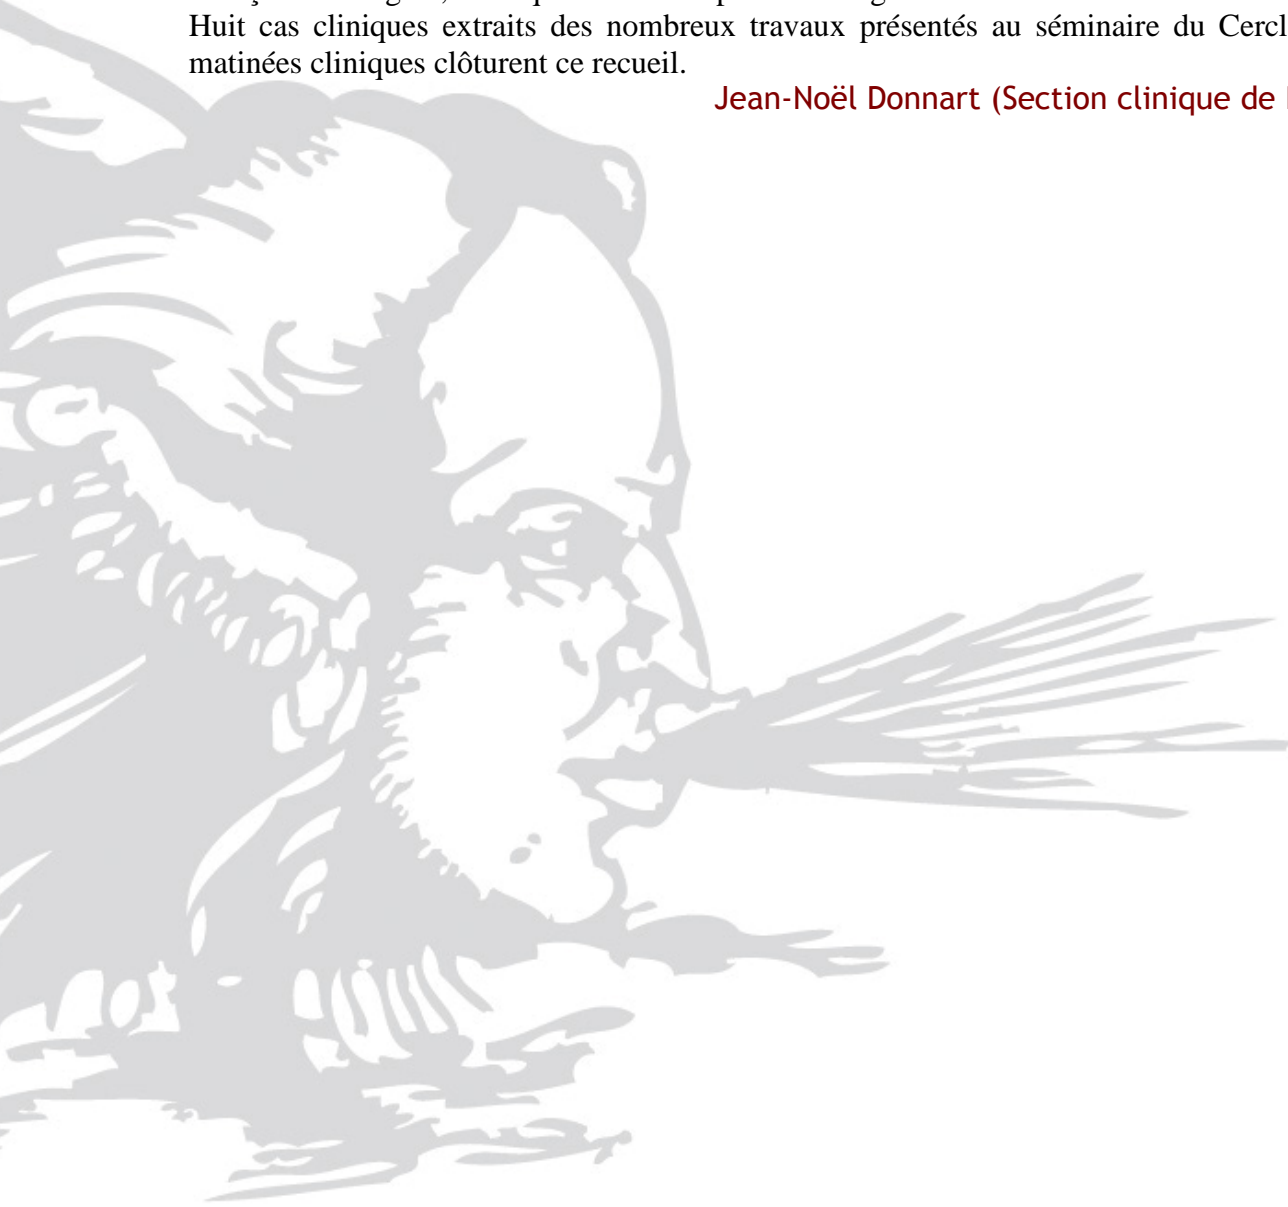 Huit cas cliniques extraits des nombreux travaux présentés au séminaire du Cercl
matinées cliniques clôturent ce recueil.
Jean-Noël Donnart (Section clinique de